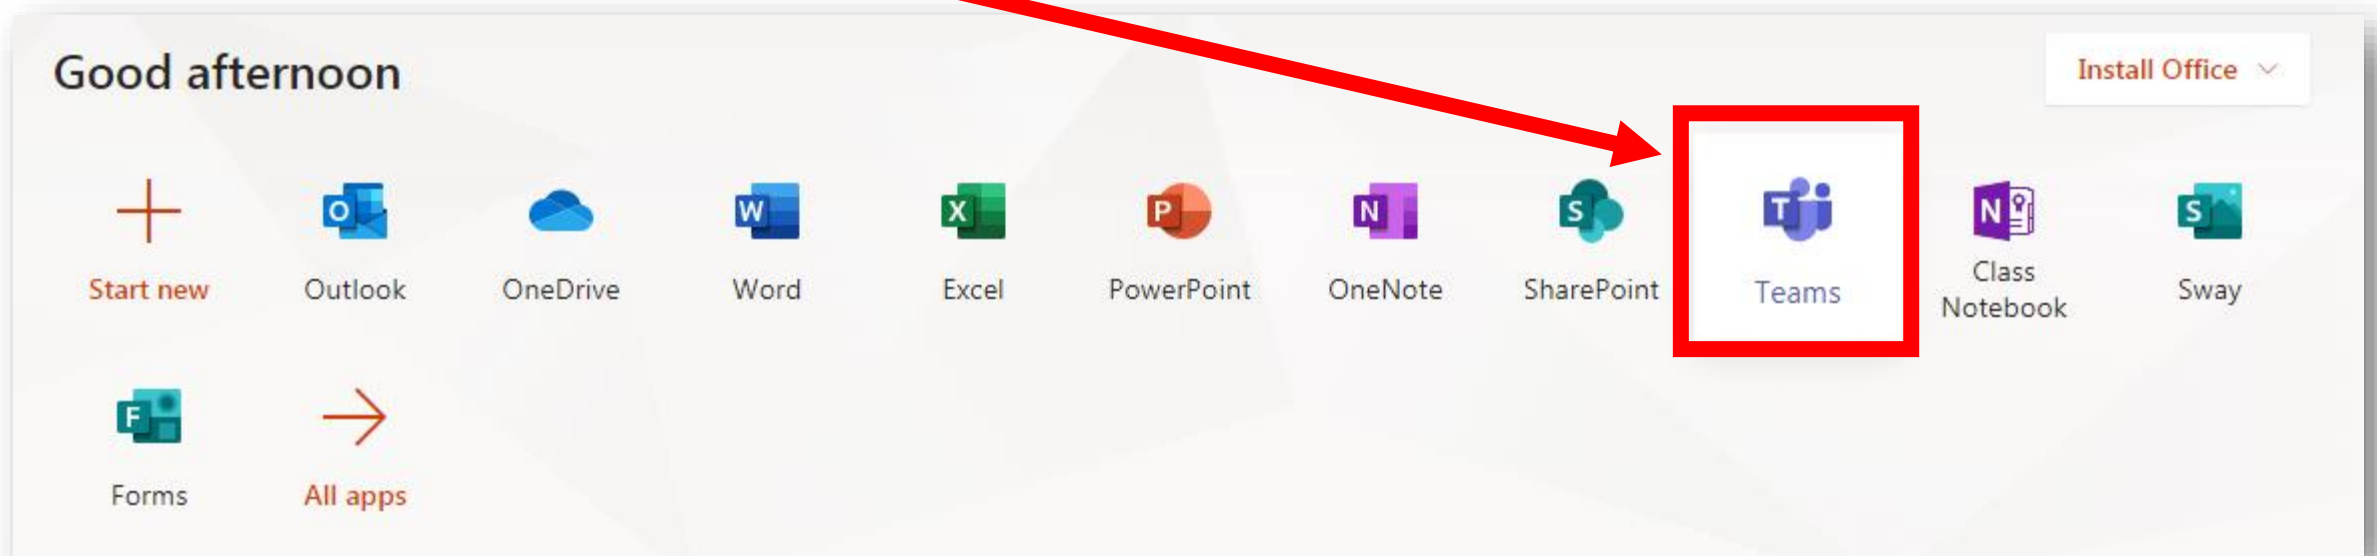 Good afternoon
Install Office
Start new
Outlook
OneDrive
Word
Excel
PowerPoint
OneNote
SharePoint
Teams
Class
Notebook
Sway
Forms
All apps